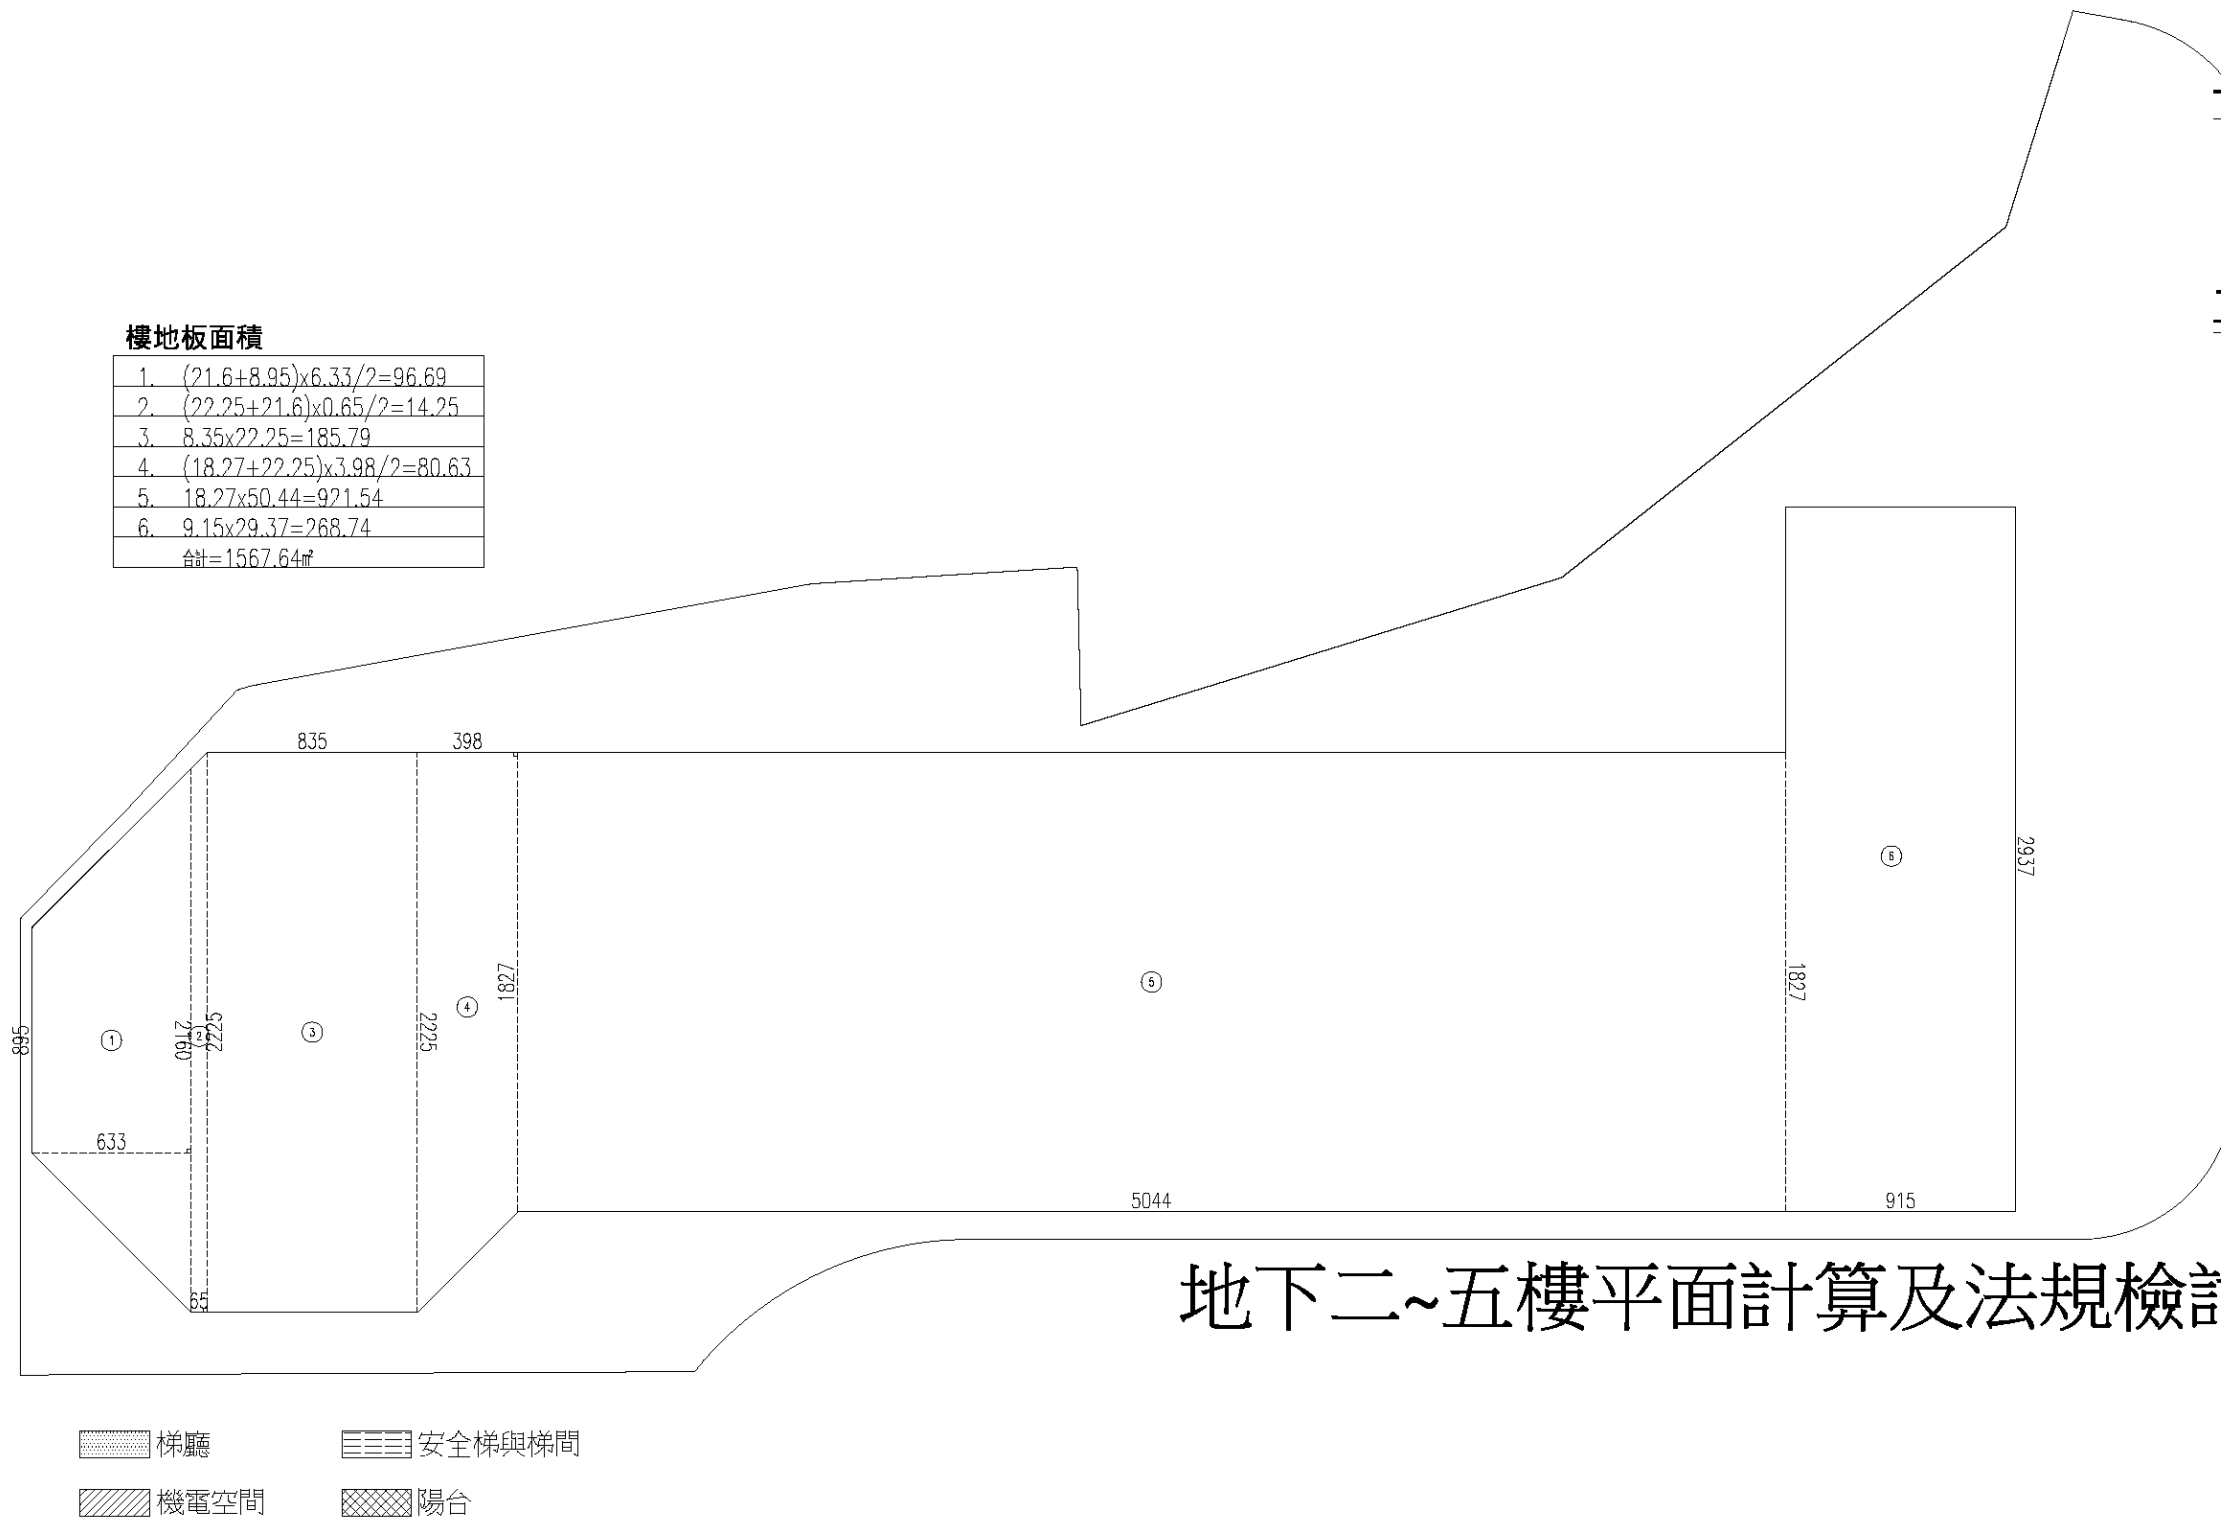 樓地板面積
1. (21.6+8.95)x6.33/2=96.69
2. (22.25+21.6)x0.65/2=14.25
3. 8.35x22.25=185.79
4. (18.27+22.25)x3.98/2=80.63
5. 18.27x50.44=921.54
6. 9.15x29.37=268.74
合計=1567.64㎡
835
398
2937
6
1827
1827
5
4
3
2225
2225
2
2160
1
895
633
5044
915
65
地下二~五樓平面計算及法規檢討
梯廳
安全梯與梯間
機電空間
陽台